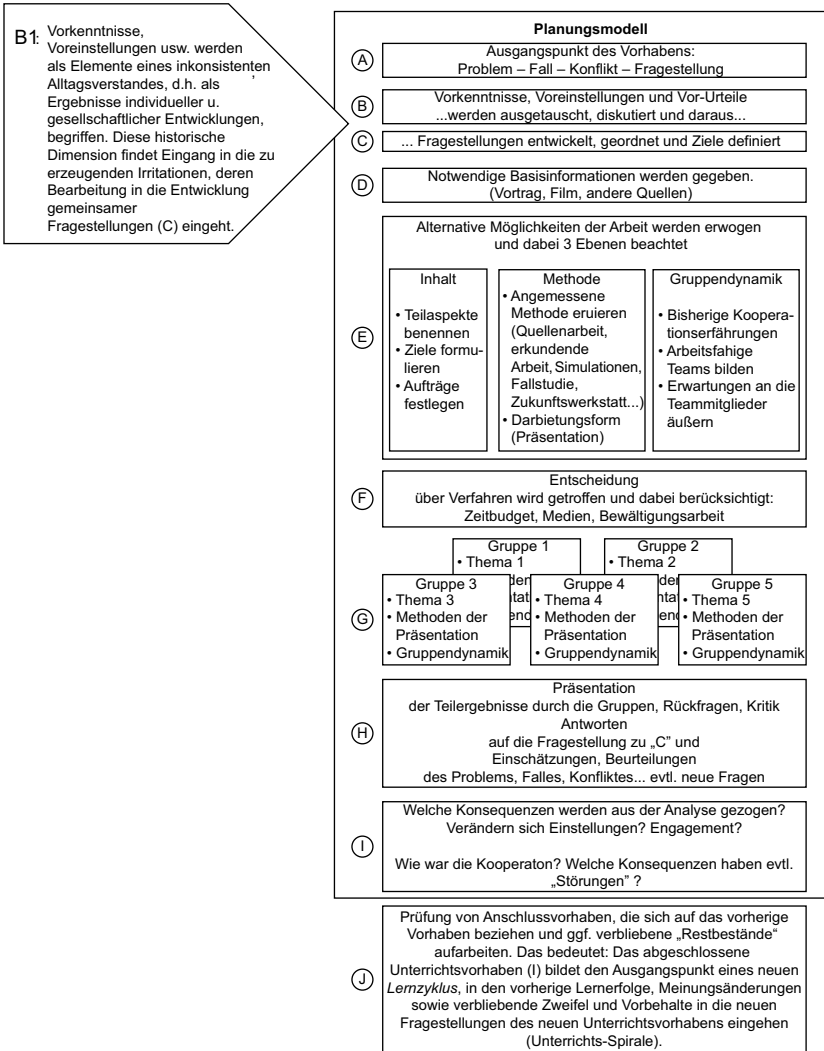 B1: Vorkenntnisse,
Voreinstellungen usw. werden
als Elemente eines inkonsistenten
Alltagsverstandes, d.h. als
Ergebnisse individueller u.
gesellschaftlicher Entwicklungen,
begriffen. Diese historische
Dimension findet Eingang in die zu
erzeugenden Irritationen, deren
Bearbeitung in die Entwicklung
gemeinsamer
Fragestellungen (C) eingeht.
Planungsmodell
A
Ausgangspunkt des Vorhabens:
Problem – Fall – Konflikt – Fragestellung
B
Vorkenntnisse, Voreinstellungen und Vor-Urteile
...werden ausgetauscht, diskutiert und daraus...
C
... Fragestellungen entwickelt, geordnet und Ziele definiert
D
Notwendige Basisinformationen werden gegeben.
(Vortrag, Film, andere Quellen)
E
Alternative Möglichkeiten der Arbeit werden erwogen
und dabei 3 Ebenen beachtet
Inhalt
• Teilaspekte
benennen
• Ziele formu-
lieren
• Aufträge
festlegen
Methode
• Angemessene
Methode eruieren
(Quellenarbeit,
erkundende
Arbeit, Simulationen,
Fallstudie,
Zukunftswerkstatt...)
• Darbietungsform
(Präsentation)
Gruppendynamik
• Bisherige Koopera-
tionserfährungen
• Arbeitsfahige
Teams bilden
• Erwartungen an die
Teammitglieder
äußern
F
Entscheidung
über Verfahren wird getroffen und dabei berücksichtigt:
Zeitbudget, Medien, Bewältigungsarbeit
G
Gruppe 1
• Thema 1
Gruppe 2
• Thema 2
Gruppe 3
• Thema 3
• Methoden der
Präsentation
• Gruppendynamik
Gruppe 4
• Thema 4
• Methoden der
Präsentation
• Gruppendynamik
Gruppe 5
• Thema 5
• Methoden der
Präsentation
• Gruppendynamik
H
Präsentation
der Teilergebnisse durch die Gruppen, Rückfragen, Kritik
Antworten
auf die Fragestellung zu „C" und
Einschätzungen, Beurteilungen
des Problems, Falles, Konfliktes... evtl. neue Fragen
I
Welche Konsequenzen werden aus der Analyse gezogen?
Verändern sich Einstellungen? Engagement?
Wie war die Kooperaton? Welche Konsequenzen haben evtl.
„Störungen" ?
J
Prüfung von Anschlussvorhaben, die sich auf das vorherige
Vorhaben beziehen und ggf. verbliebene „Restbestände“
aufarbeiten. Das bedeutet: Das abgeschlossene
Unterrichtsvorhaben (I) bildet den Ausgangspunkt eines neuen
Lernzyklus, in den vorherige Lernerfolge, Meinungsänderungen
sowie verbliebende Zweifel und Vorbehalte in die neuen
Fragestellungen des neuen Unterrichtsvorhabens eingehen
(Unterrichts-Spirale).